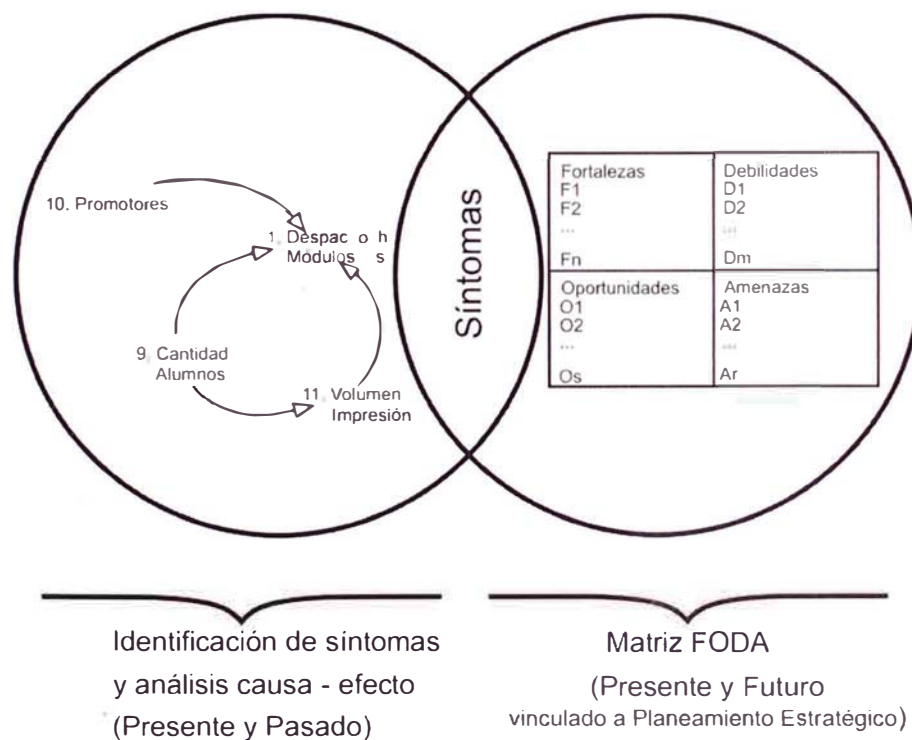 10. Promotores
1. Despac o h
Módulos s
9. Cantidad
Alumnos
11. Volumen
Impresión
Síntomas
Fortalezas
F1
F2
...
Fn
Debilidades
D1
D2
...
Dm
Oportunidades
O1
O2
...
Os
Amenazas
A1
A2
...
Ar
Identificación de síntomas
y análisis causa - efecto
(Presente y Pasado)
Matriz FODA
(Presente y Futuro
vinculado a Planeamiento Estratégico)